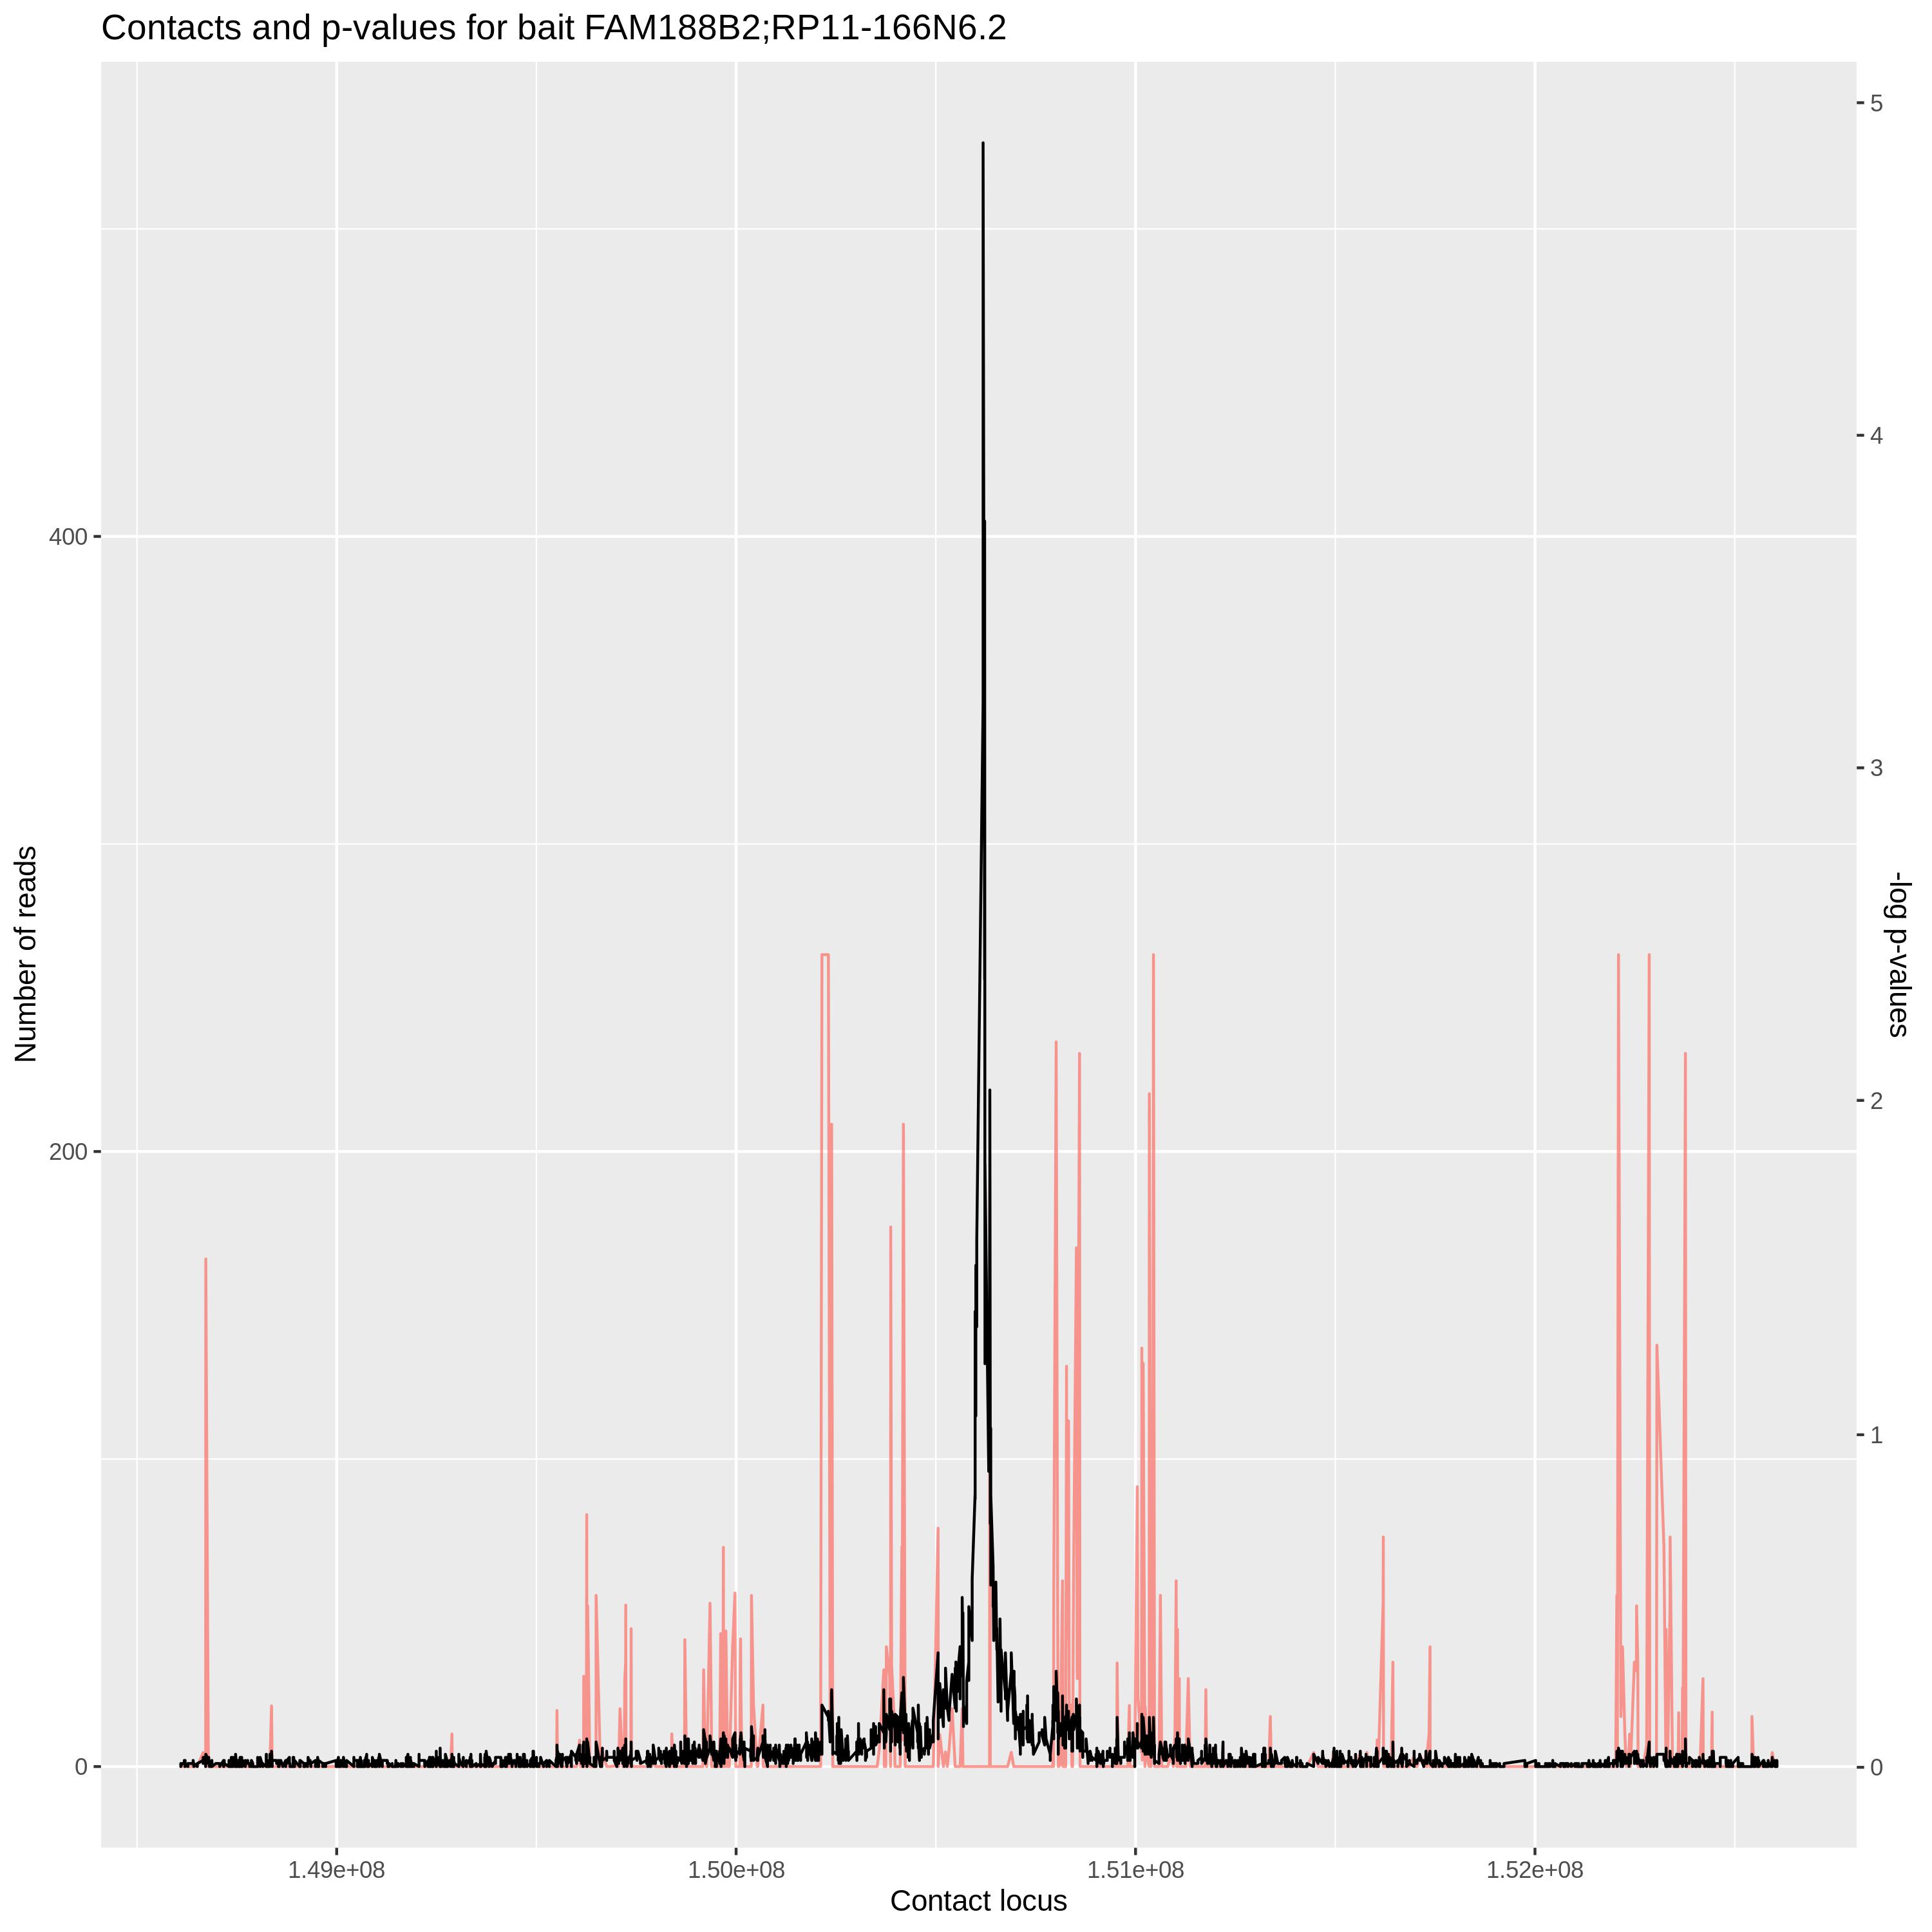 Contacts and p-values for bait FAM188B2;RP11-166N6.2
Number of reads
400
200
0
5
4
3
2
1
0
-log p-values
1.49e+08
1.50e+08
1.51e+08
1.52e+08
Contact locus